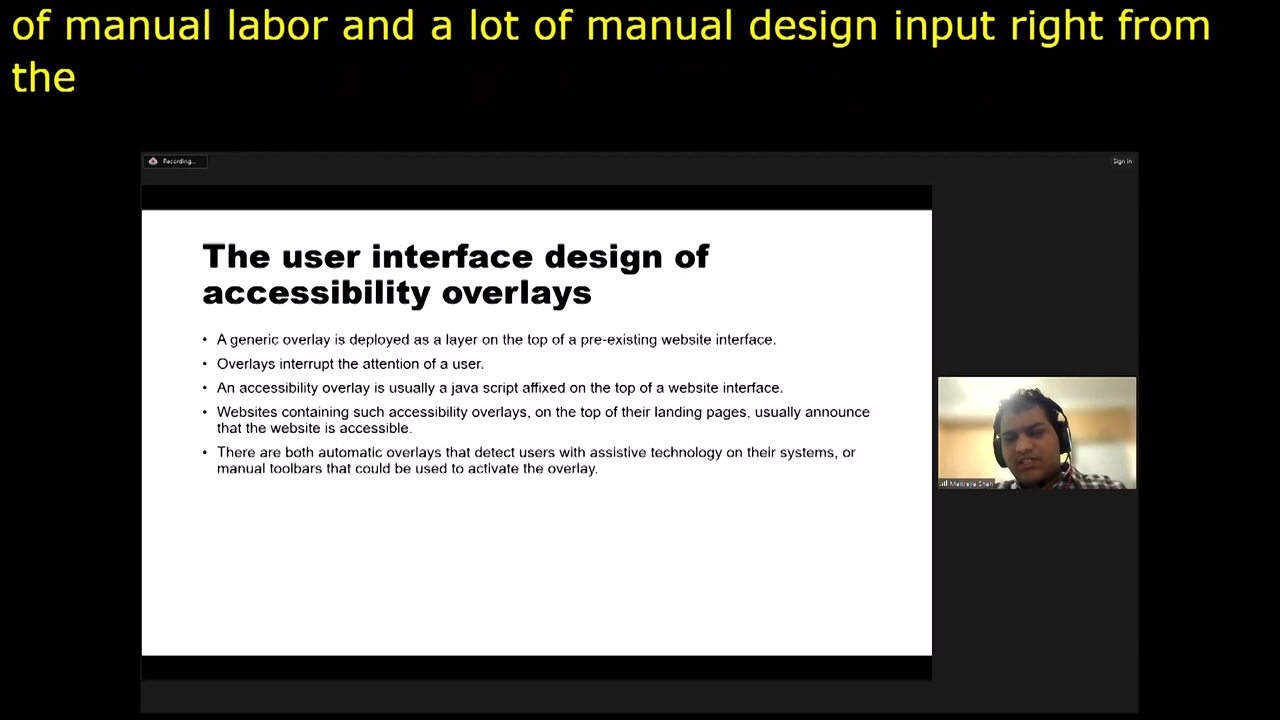 of manual labor and a lot of manual design input right from
the
Recording...
Sign in
The user interface design of
accessibility overlays
• A generic overlay is deployed as a layer on the top of a pre-existing website interface.
• Overlays interrupt the attention of a user.
• An accessibility overlay is usually a java script affixed on the top of a website interface.
• Websites containing such accessibility overlays, on the top of their landing pages, usually announce
that the website is accessible.
• There are both automatic overlays that detect users with assistive technology on their systems, or
manual toolbars that could be used to activate the overlay.
Shah